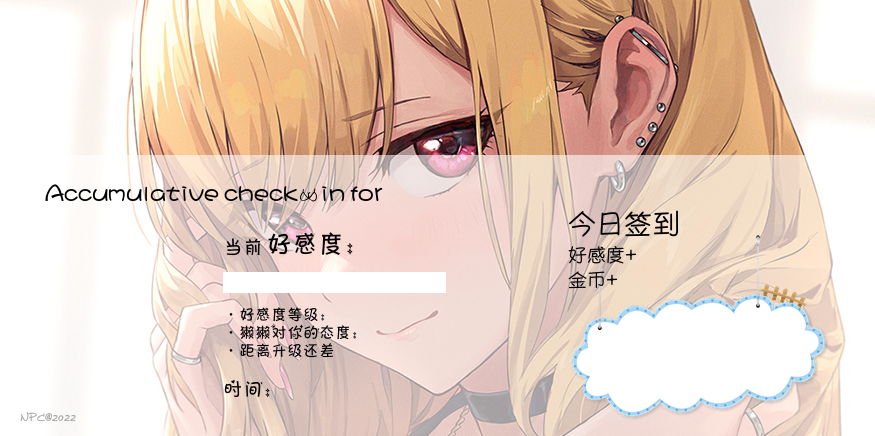 Accumulative check in for
今日签到
当前 好感度：
好感度+
金币+
· 好感度等级：
· 獭獭对你的态度：
· 距离升级还差
时间：
NPC@2022